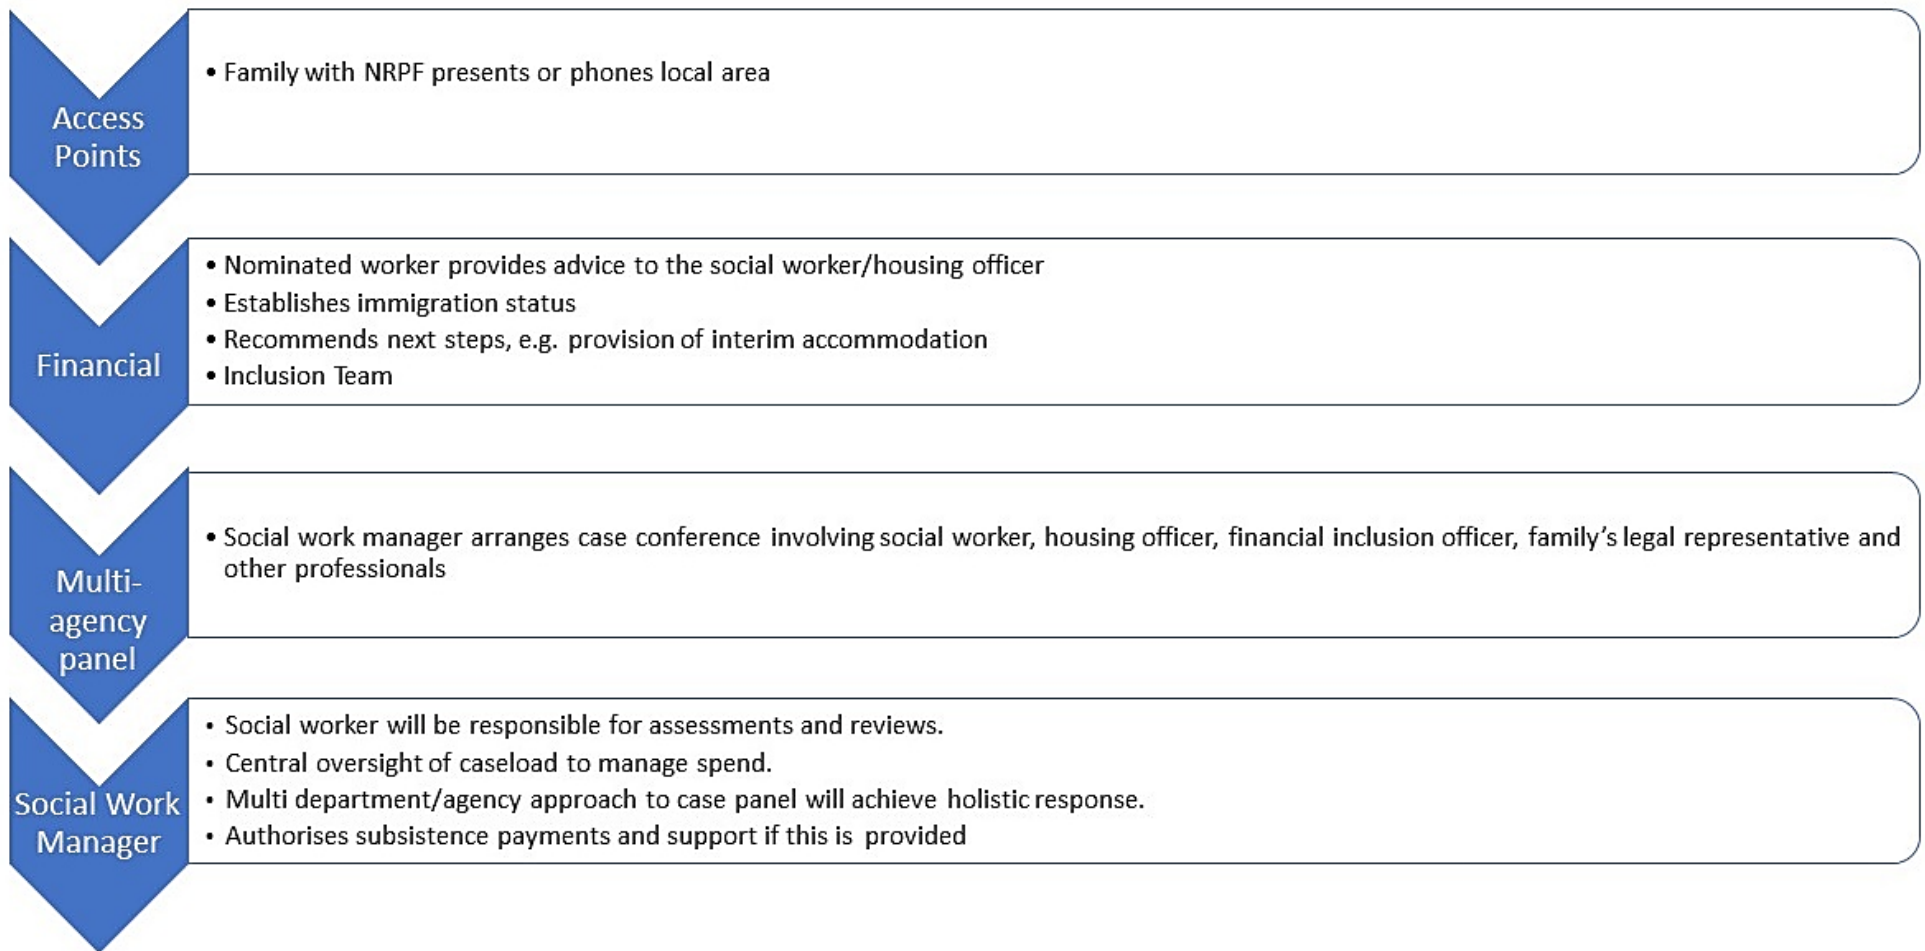 Access
Points
• Family with NRPF presents or phones local area
Financial
• Nominated worker provides advice to the social worker/housing officer
• Establishes immigration status
• Recommends next steps, e.g. provision of interim accommodation
• Inclusion Team
Multi-
agency
panel
• Social work manager arranges case conference involving social worker, housing officer, financial inclusion officer, family’s legal representative and
other professionals
Social Work
Manager
• Social worker will be responsible for assessments and reviews.
• Central oversight of caseload to manage spend.
• Multi department/agency approach to case panel will achieve holistic response.
• Authorises subsistence payments and support if this is provided